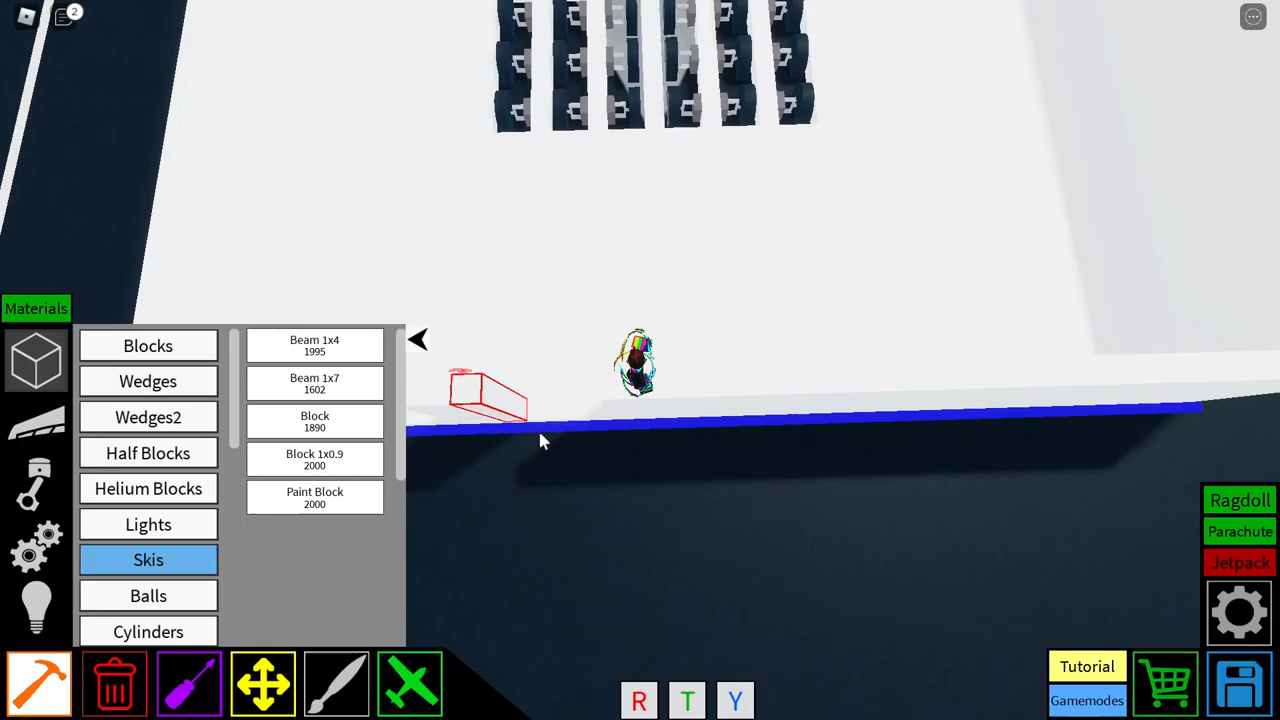 2
Materials
Blocks
Wedges
Wedges2
Half Blocks
Helium Blocks
Lights
Skis
Balls
Cylinders
Beam 1x4
1995
Beam 1x7
1602
Block
1890
Block 1x0.9
2000
Paint Block
2000
Ragdoll
Parachute
Jetpack
Tutorial
Gamemodes
R T Y